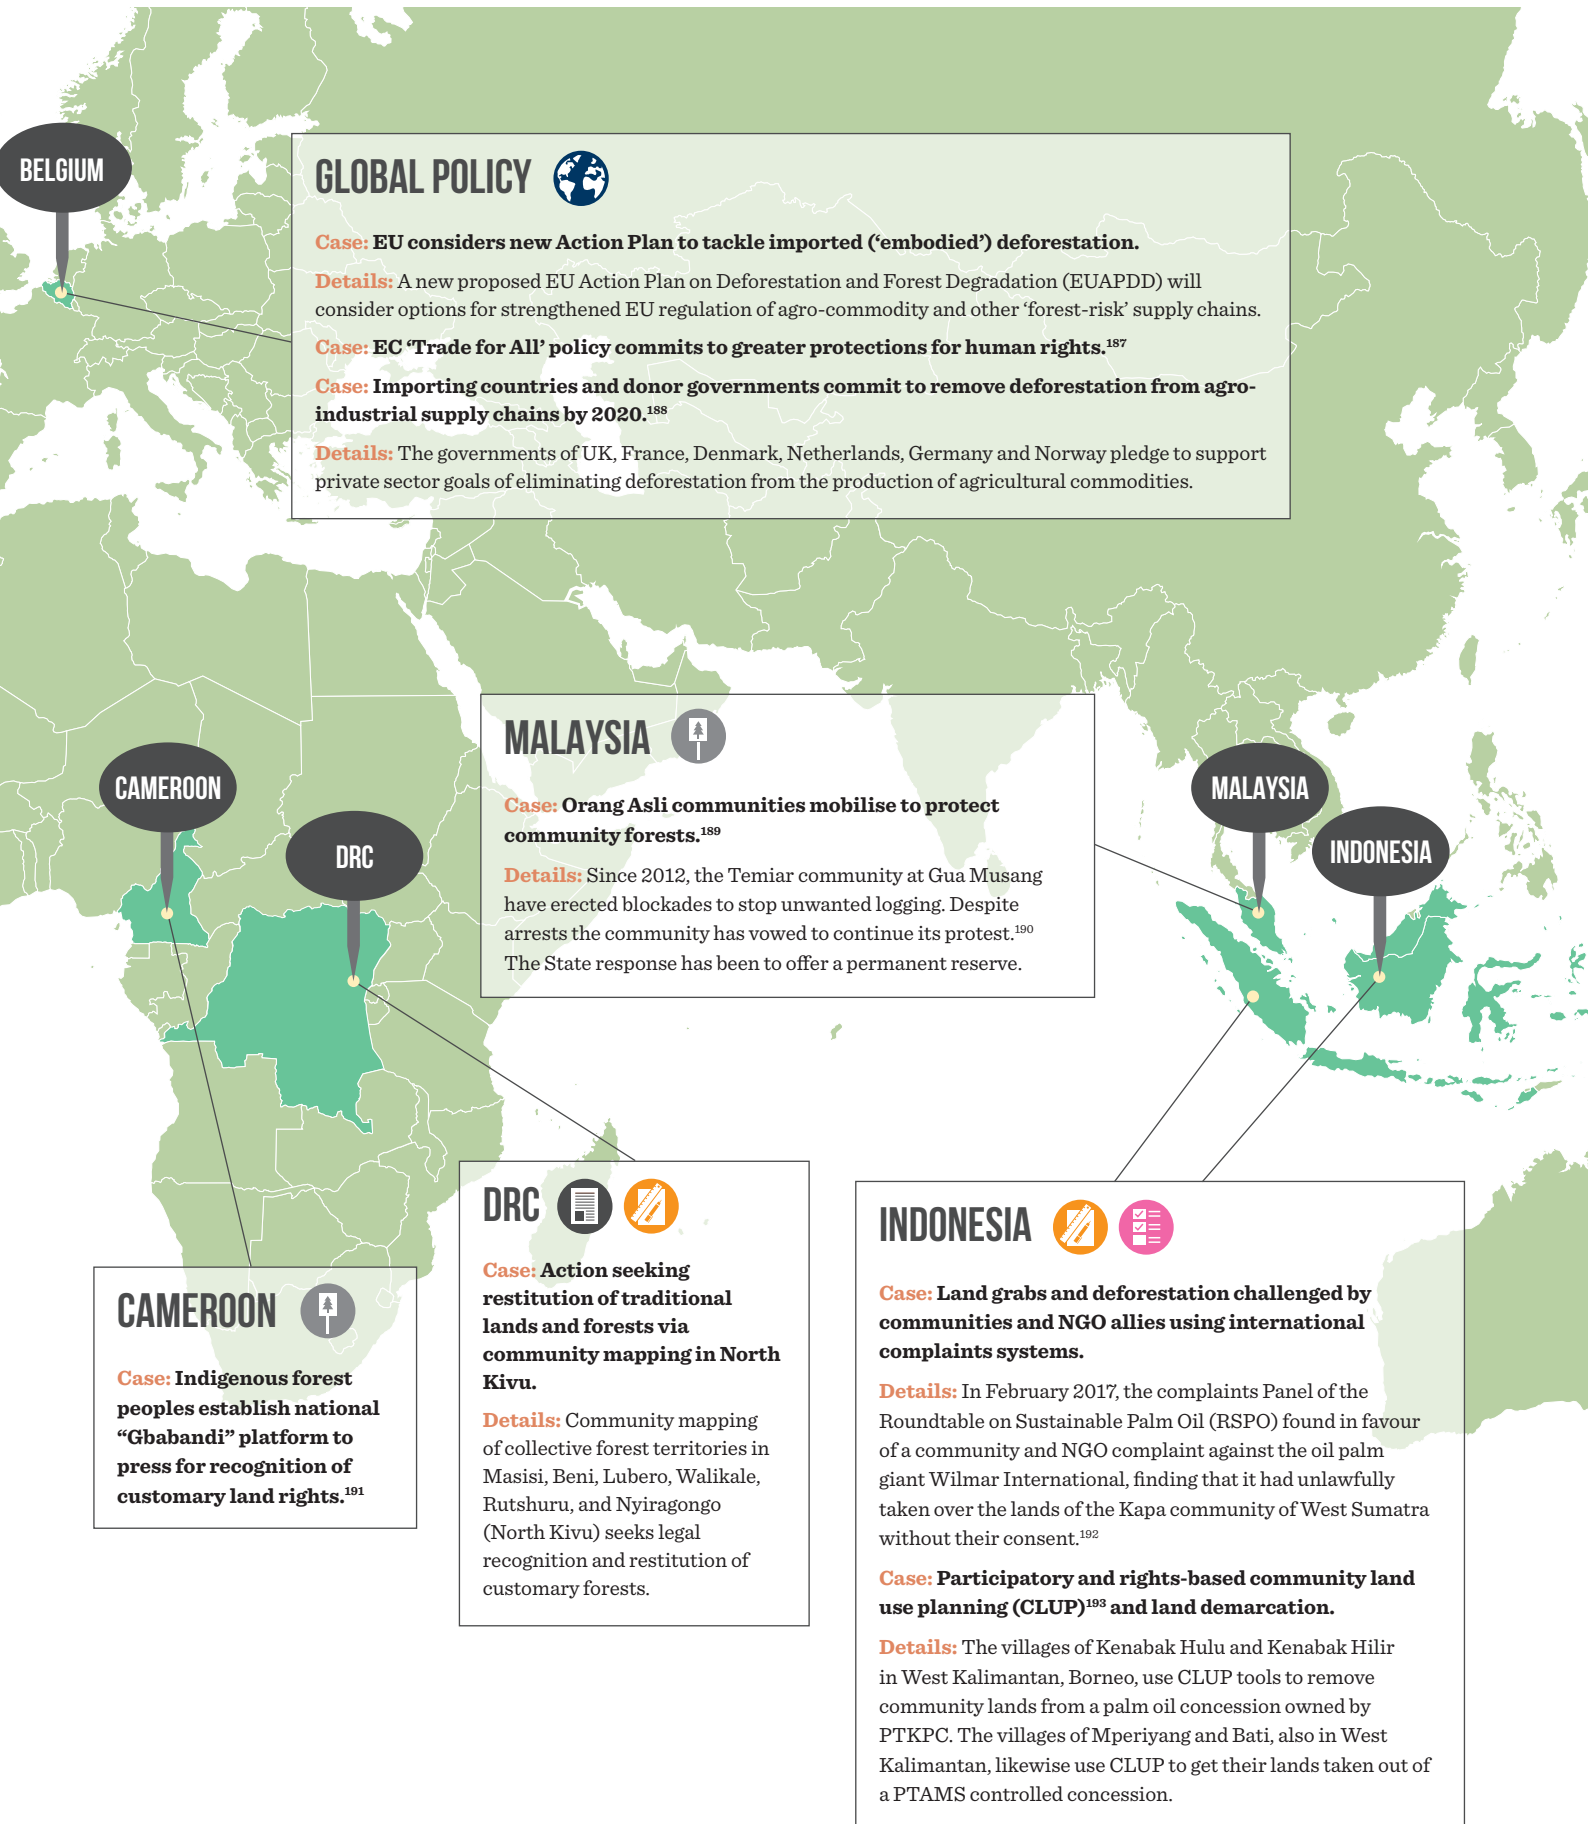 BELGIUM
GLOBAL POLICY
Case: EU considers new Action Plan to tackle imported (‘embodied’) deforestation.
Details: A new proposed EU Action Plan on Deforestation and Forest Degradation (EUAPDD) will
consider options for strengthened EU regulation of agro-commodity and other ‘forest-risk’ supply chains.
Case: EC ‘Trade for All’ policy commits to greater protections for human rights.187
Case: Importing countries and donor governments commit to remove deforestation from agro-
industrial supply chains by 2020.188
Details: The governments of UK, France, Denmark, Netherlands, Germany and Norway pledge to support
private sector goals of eliminating deforestation from the production of agricultural commodities.
CAMEROON
DRC
MALAYSIA
Case: Orang Asli communities mobilise to protect
community forests.189
Details: Since 2012, the Temiar community at Gua Musang
have erected blockades to stop unwanted logging. Despite
arrests the community has vowed to continue its protest.190
The State response has been to offer a permanent reserve.
MALAYSIA
INDONESIA
CAMEROON
Case: Indigenous forest
peoples establish national
“Gbabandi” platform to
press for recognition of
customary land rights.191
DRC
Case: Action seeking
restitution of traditional
lands and forests via
community mapping in North
Kivu.
Details: Community mapping
of collective forest territories in
Masisi, Beni, Lubero, Walikale,
Rutshuru, and Nyiragongo
(North Kivu) seeks legal
recognition and restitution of
customary forests.
INDONESIA
Case: Land grabs and deforestation challenged by
communities and NGO allies using international
complaints systems.
Details: In February 2017, the complaints Panel of the
Roundtable on Sustainable Palm Oil (RSPO) found in favour
of a community and NGO complaint against the oil palm
giant Wilmar International, finding that it had unlawfully
taken over the lands of the Kapa community of West Sumatra
without their consent.192
Case: Participatory and rights-based community land
use planning (CLUP)193 and land demarcation.
Details: The villages of Kenabak Hulu and Kenabak Hilir
in West Kalimantan, Borneo, use CLUP tools to remove
community lands from a palm oil concession owned by
PTKPC. The villages of Mperiyang and Bati, also in West
Kalimantan, likewise use CLUP to get their lands taken out of
a PTAMS controlled concession.